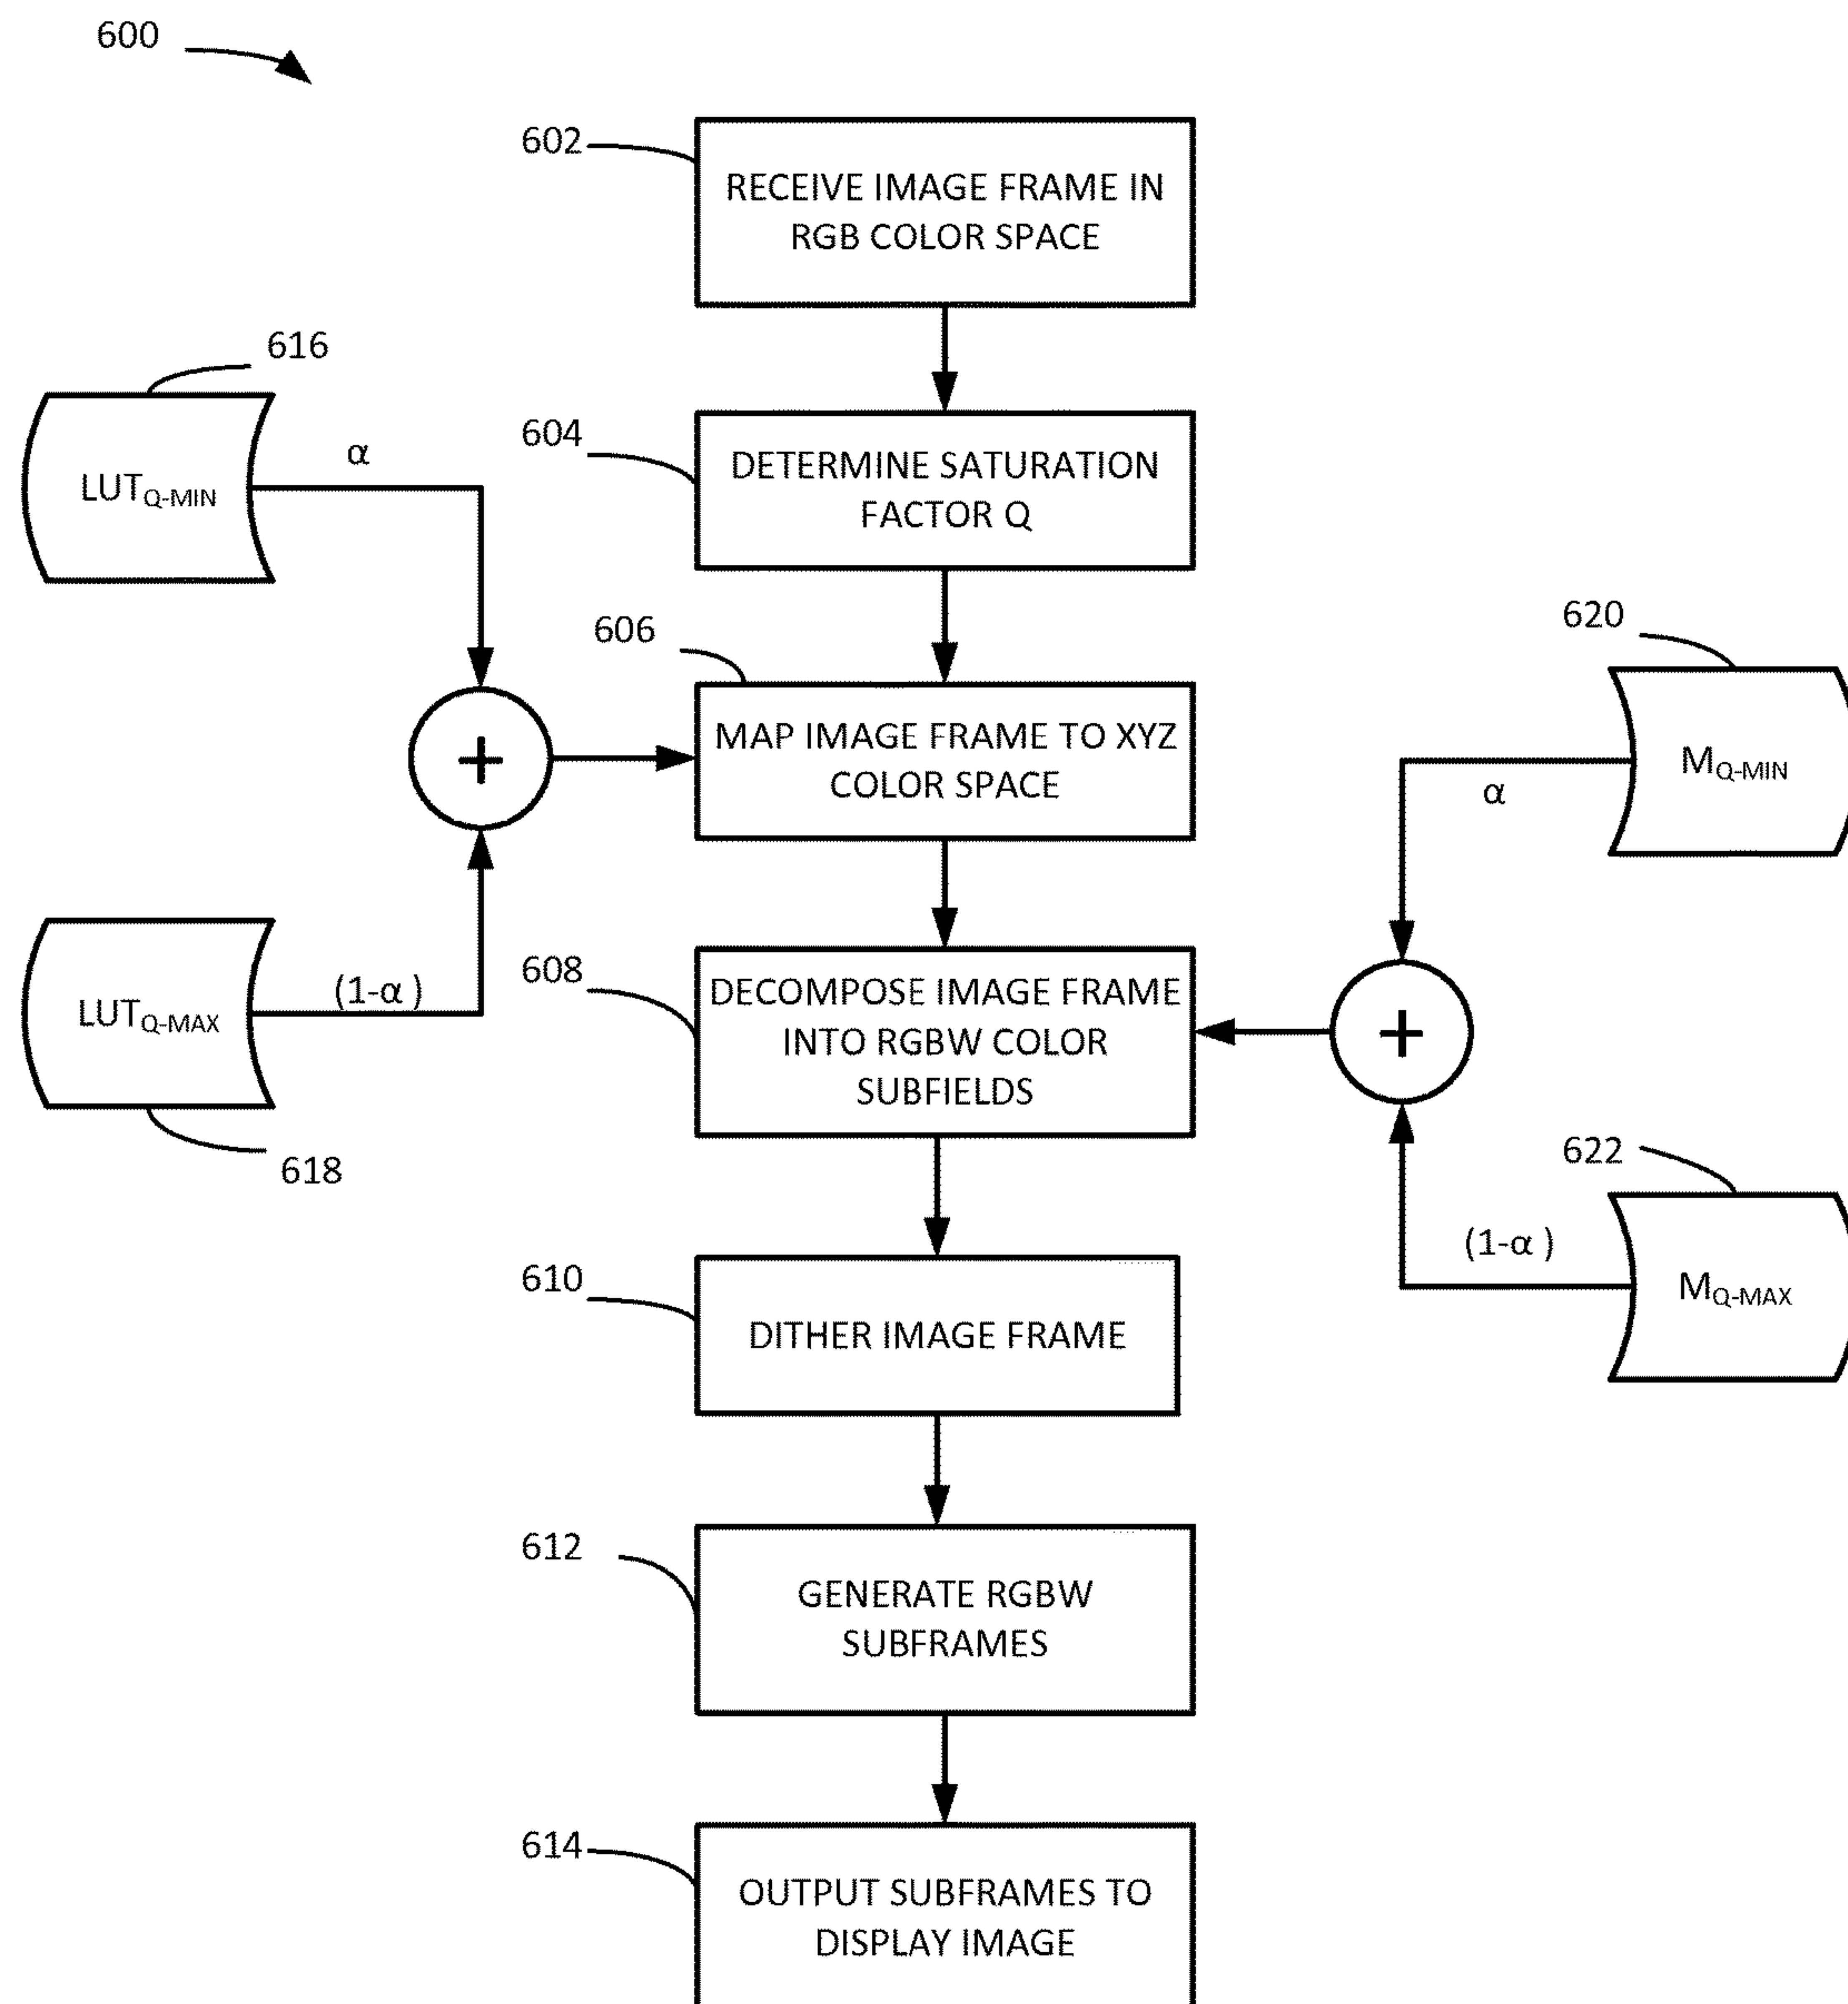 600
602
RECEIVE IMAGE FRAME IN
RGB COLOR SPACE
616
604
DETERMINE SATURATION
FACTOR Q
LUTQ-MIN
α
606
MAP IMAGE FRAME TO XYZ
COLOR SPACE
+
620
MQ-MIN
α
LUTQ-MAX
(1-α )
618
608
DECOMPOSE IMAGE FRAME
INTO RGBW COLOR
SUBFIELDS
+
622
MQ-MAX
(1-α )
610
DITHER IMAGE FRAME
612
GENERATE RGBW
SUBFRAMES
614
OUTPUT SUBFRAMES TO
DISPLAY IMAGE